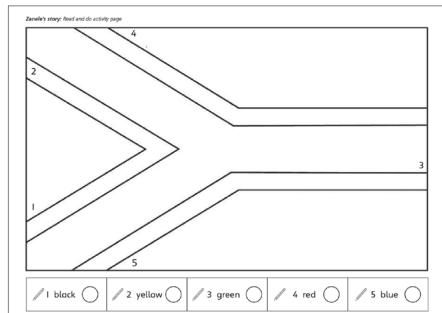 Zanele's story: Read and do activity page
4
2
3
1
5
1 black 2 yellow 3 green 4 red 5 blue